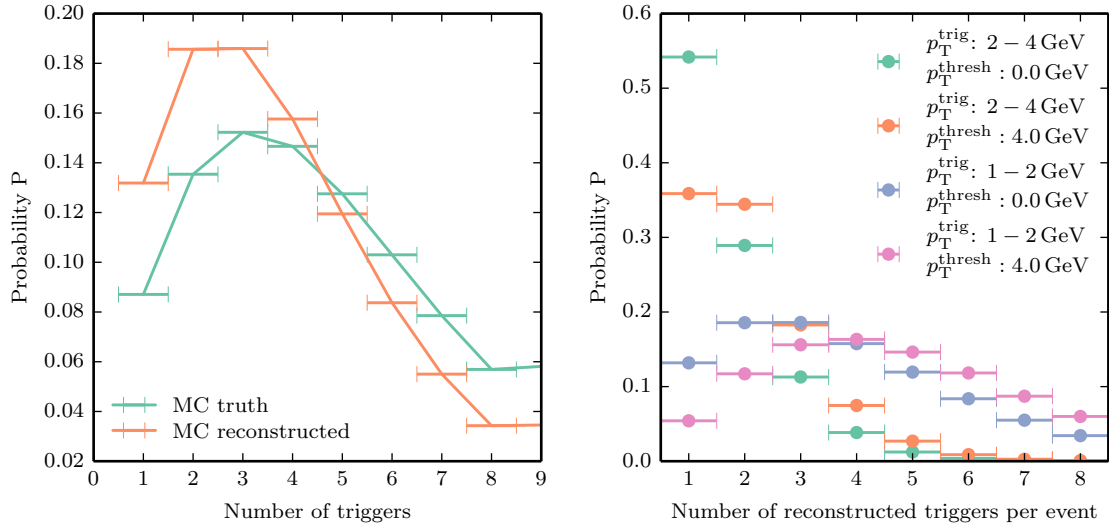 0.20
0.18
0.16
0.14
0.12
0.10
0.08
0.06
0.04
0.02
Probability P
MC truth
MC reconstructed
0 1 2 3 4 5 6 7 8 9
Number of triggers
0.6
0.5
0.4
0.3
0.2
0.1
0.0
Probability P
p_T^trig: 2 − 4 GeV
p_T^thresh : 0.0 GeV
p_T^trig: 2 − 4 GeV
p_T^thresh : 4.0 GeV
p_T^trig: 1 − 2 GeV
p_T^thresh : 0.0 GeV
p_T^trig: 1 − 2 GeV
p_T^thresh : 4.0 GeV
1 2 3 4 5 6 7 8
Number of reconstructed triggers per event